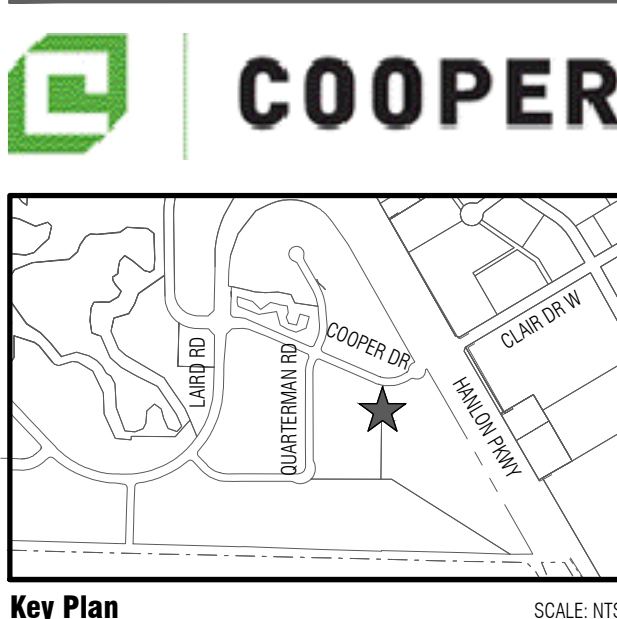 COOPER
COOPER DR
CLAIR DR W
LAIRD RD
QUARTERMAN RD
HANLON PKWY
Key Plan
SCALE: NTS